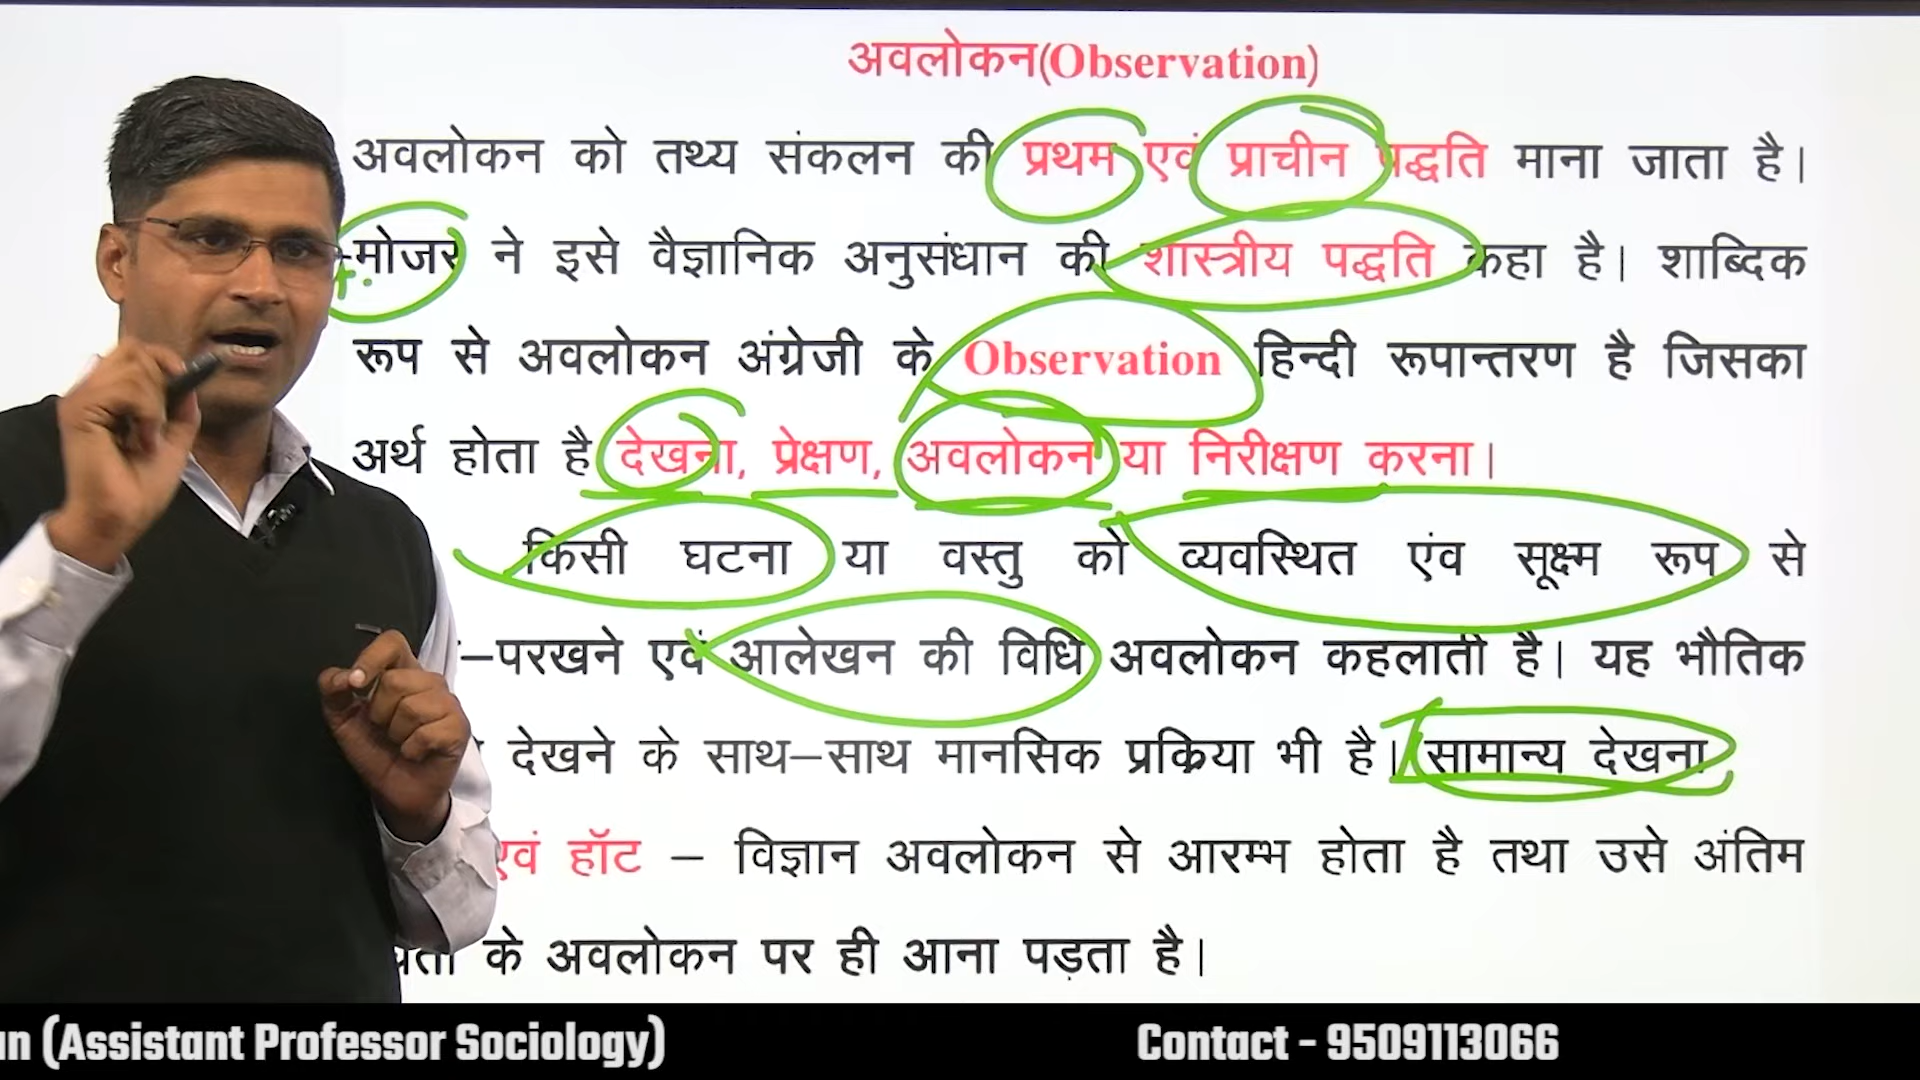 अवलोकन(Observation)
अवलोकन को तथ्य संकलन की प्रथम एवं प्राचीन पद्धति माना जाता है।
मोजर ने इसे वैज्ञानिक अनुसंधान की शास्त्रीय पद्धति कहा है। शाब्दिक
रूप से अवलोकन अंग्रेजी के Observation हिन्दी रूपान्तरण है जिसका
अर्थ होता है देखना, प्रेक्षण, अवलोकन या निरीक्षण करना।
किसी घटना या वस्तु को व्यवस्थित एंव सूक्ष्म रूप से
–परखने एवं आलेखन की विधि अवलोकन कहलाती है। यह भौतिक
देखने के साथ–साथ मानसिक प्रक्रिया भी है। सामान्य देखना
एवं हॉट – विज्ञान अवलोकन से आरम्भ होता है तथा उसे अंतिम
के अवलोकन पर ही आना पड़ता है।
(Assistant Professor Sociology) Contact - 9509113066